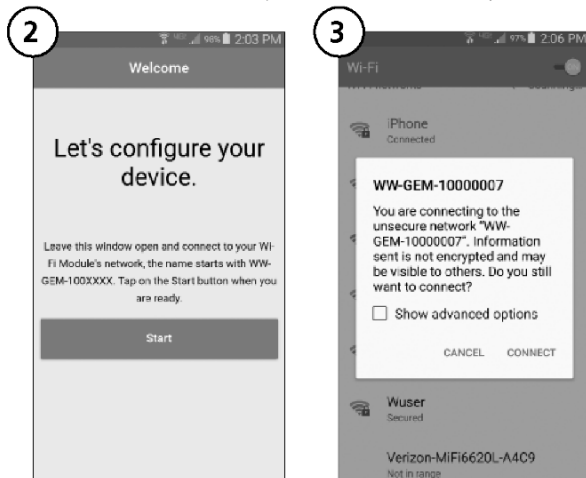 2
98% 2:03 PM
Welcome
Let's configure your
device.
Leave this window open and connect to your Wi-
Fi Module's network, the name starts with WW-
GEM-100XXXX. Tap on the Start button when you
are ready.
Start
3
97% 2:06 PM
Wi-Fi
iPhone
Connected
WW-GEM-10000007
You are connecting to the
unsecure network "WW-
GEM-10000007". Information
sent is not encrypted and may
be visible to others. Do you still
want to connect?
Show advanced options
CANCEL CONNECT
Wuser
Secured
Verizon-MiFi6620L-A4C9
Not in range